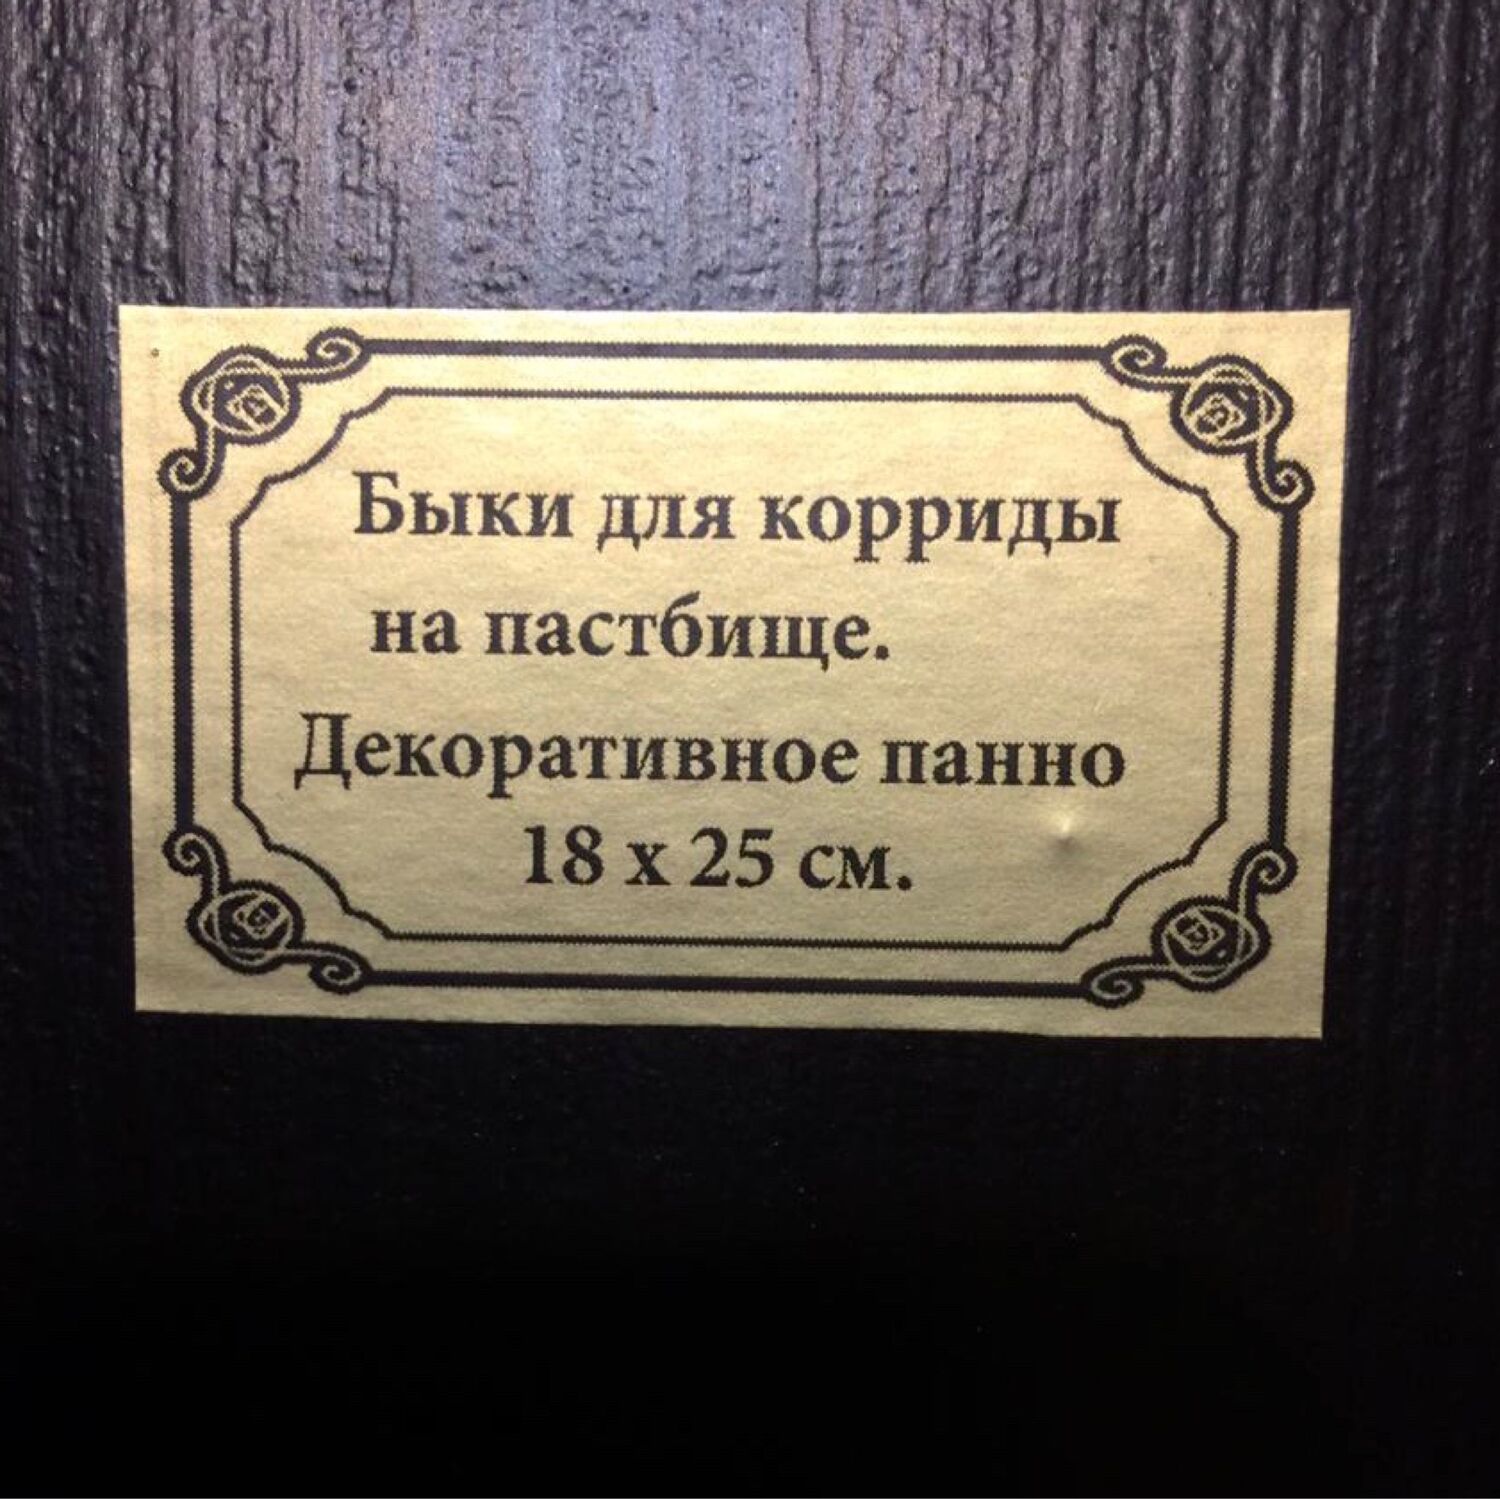 Быки для корриды
на пастбище.
Декоративное панно
18 х 25 см.